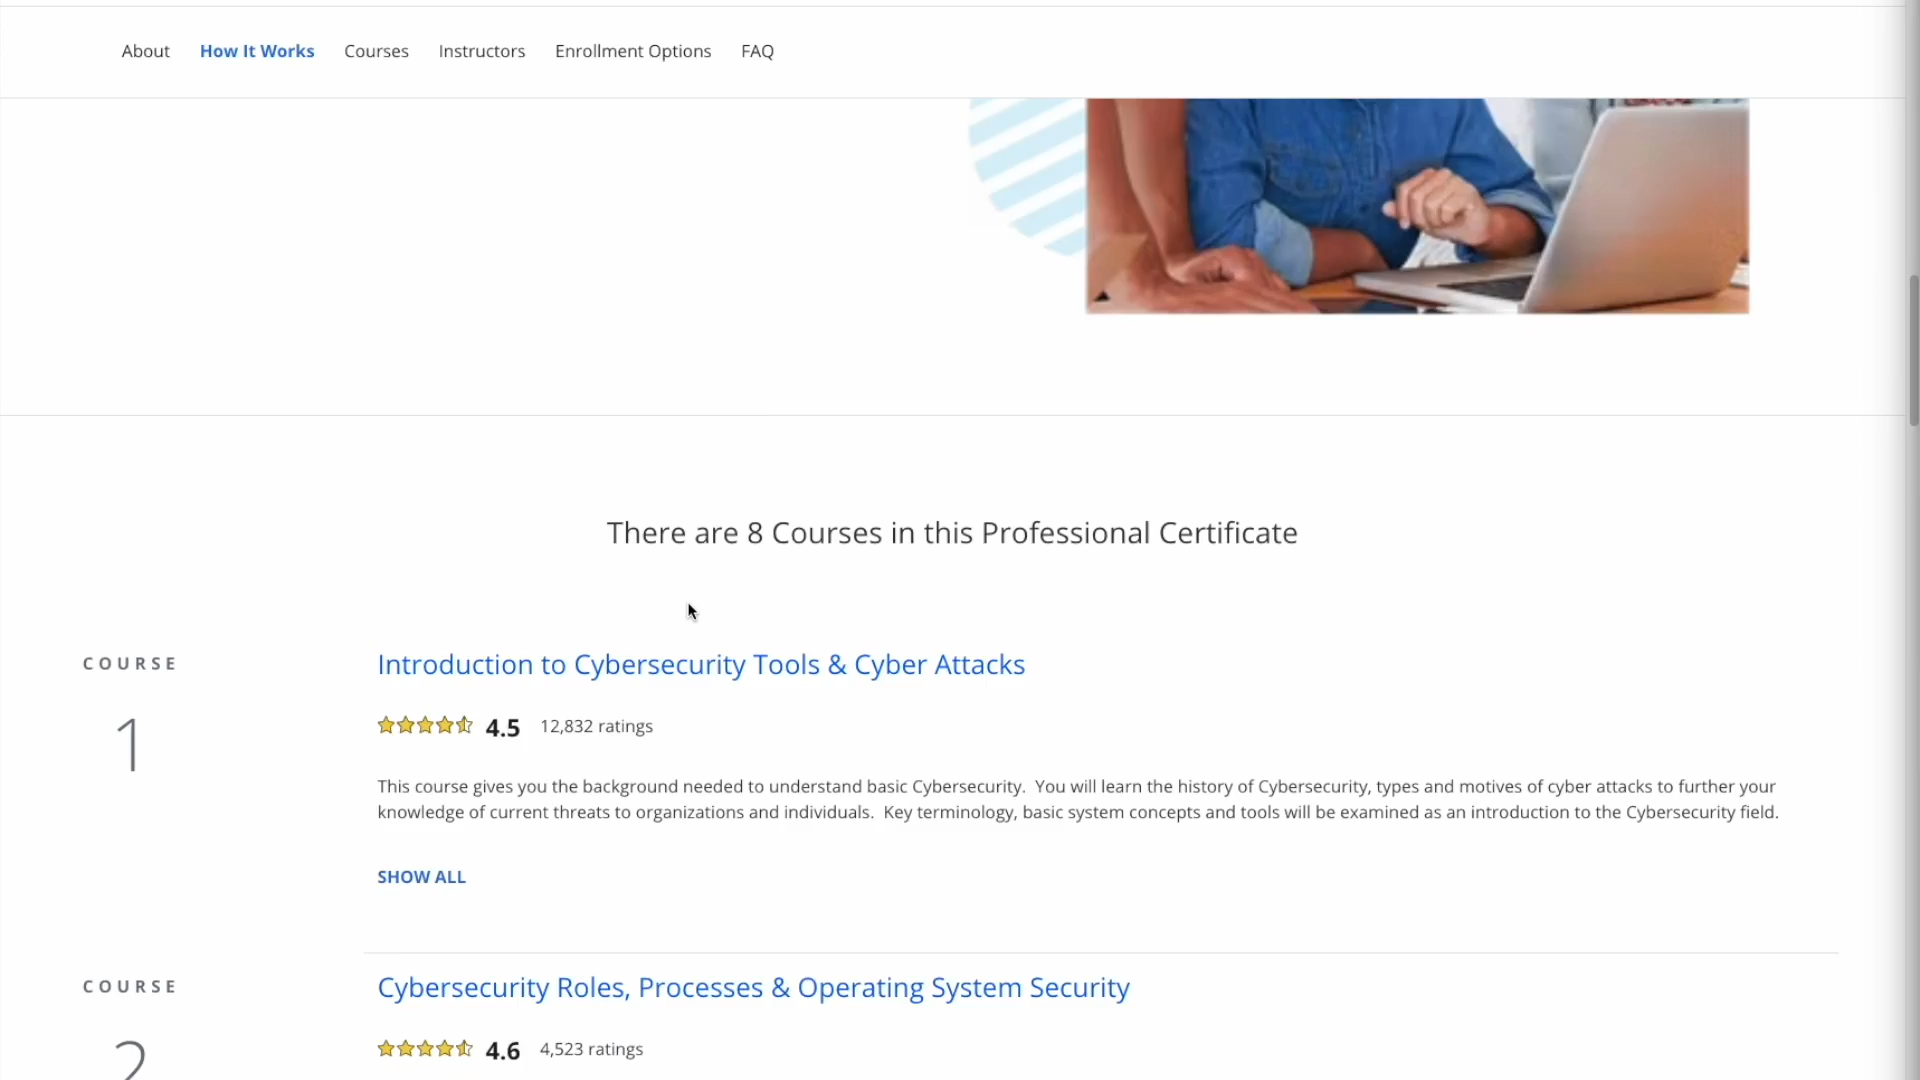 About How It Works Courses Instructors Enrollment Options FAQ
There are 8 Courses in this Professional Certificate
COURSE
1
Introduction to Cybersecurity Tools & Cyber Attacks
4.5 12,832 ratings
This course gives you the background needed to understand basic Cybersecurity. You will learn the history of Cybersecurity, types and motives of cyber attacks to further your
knowledge of current threats to organizations and individuals. Key terminology, basic system concepts and tools will be examined as an introduction to the Cybersecurity field.
SHOW ALL
COURSE
2
Cybersecurity Roles, Processes & Operating System Security
4.6 4,523 ratings